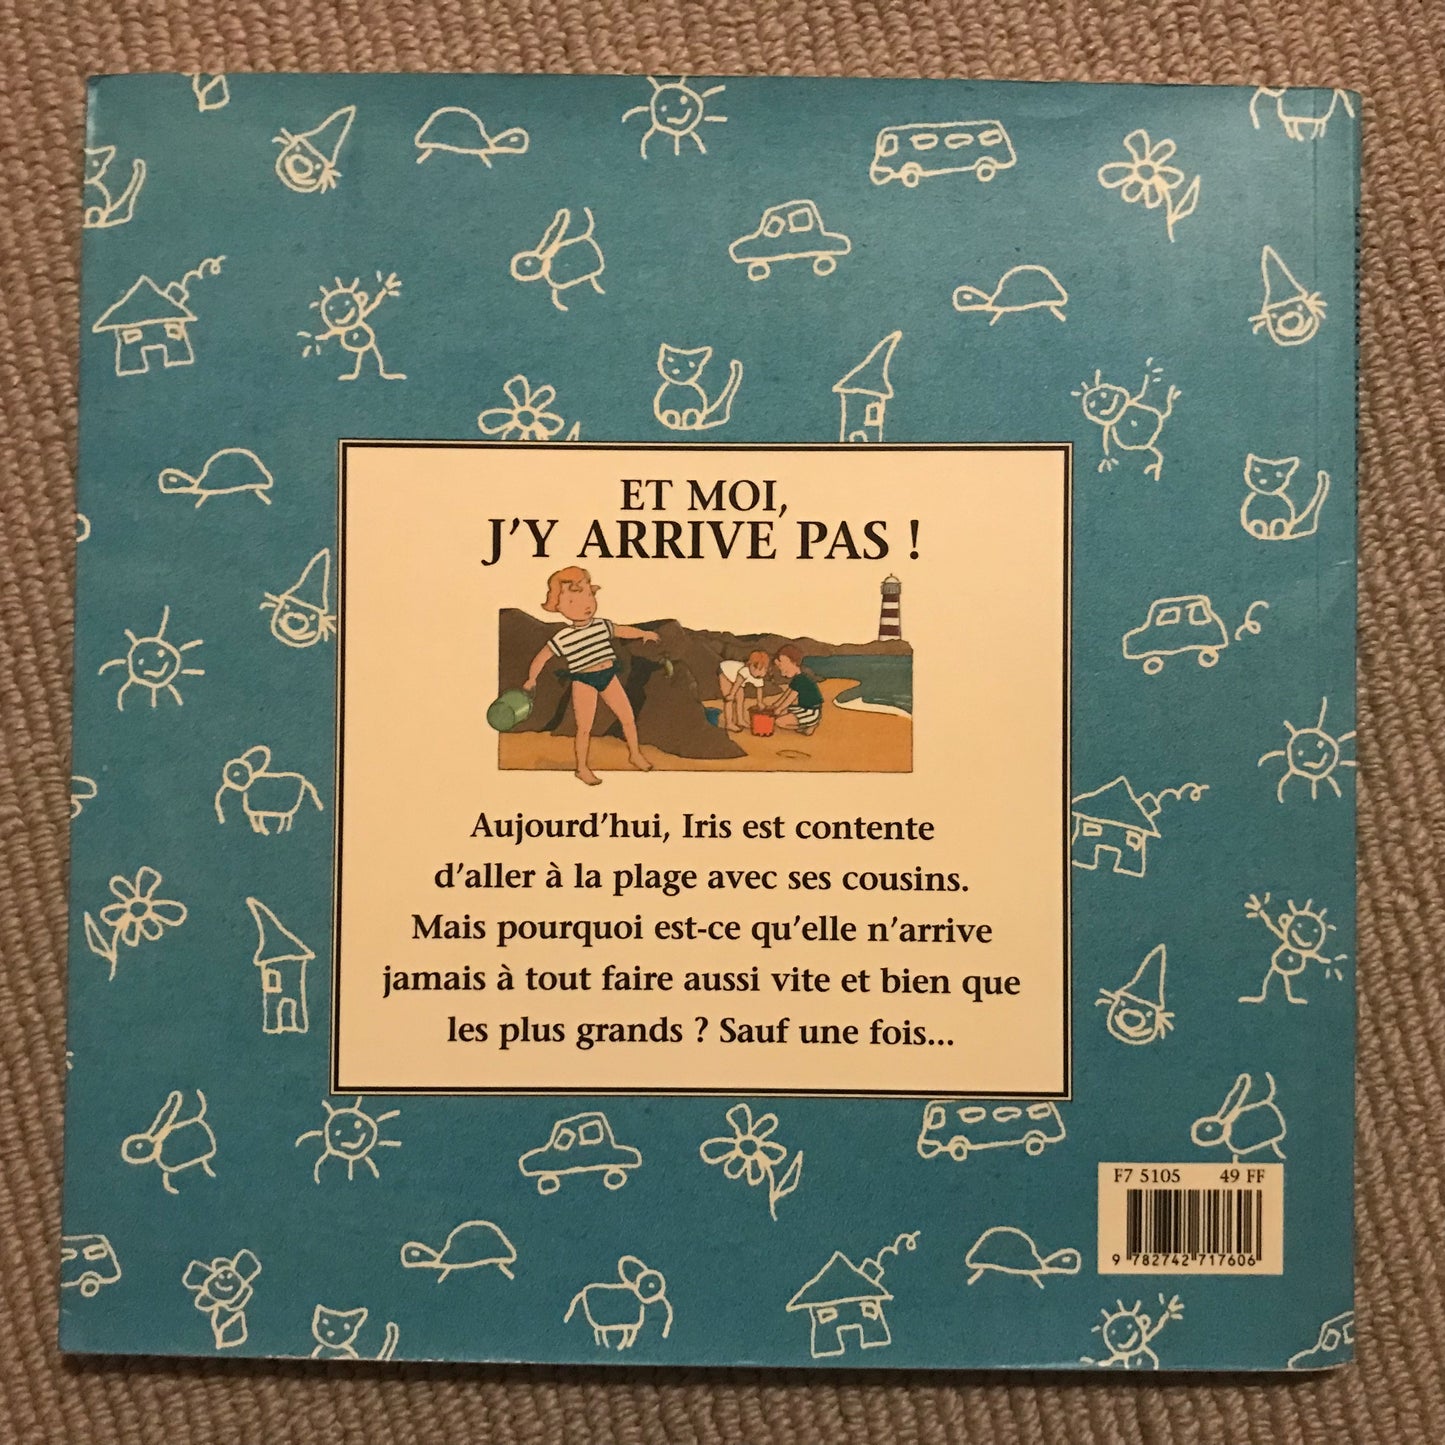 ET MOI,
J'Y ARRIVE PAS !
Aujourd'hui, Iris est contente
d'aller à la plage avec ses cousins.
Mais pourquoi est-ce qu'elle n'arrive
jamais à tout faire aussi vite et bien que
les plus grands ? Sauf une fois...
F7 5105 49 FF
9 782742 717606